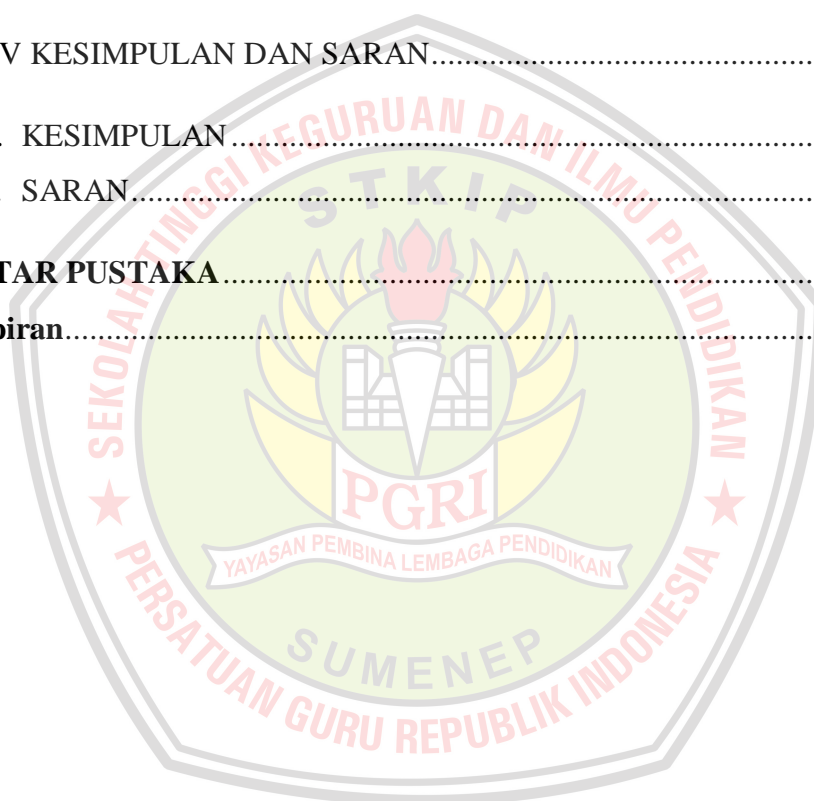 V KESIMPULAN DAN SARAN........................................
. KESIMPULAN................................................................
. SARAN............................................................................
TAR PUSTAKA................................................................
piran....................................................................................
SEKOLAH TINGGI KEGURUAN DAN ILMU PENDIDIKAN
STKIP
PGRI
YAYASAN PEMBINA LEMBAGA PENDIDIKAN
SUMENEP
PERSATUAN GURU REPUBLIK INDONESIA